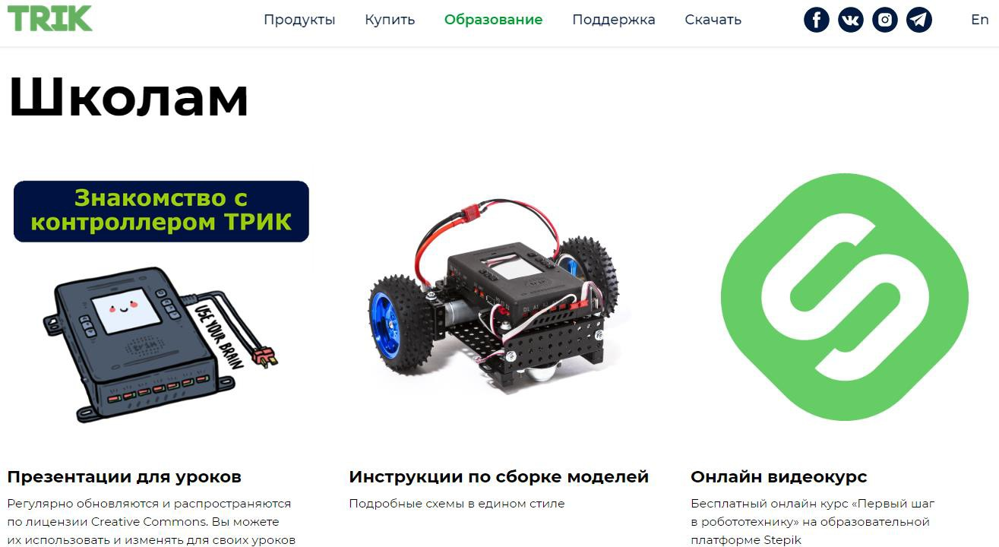 TRIK
Продукты
Купить
Образование
Поддержка
Скачать
En
Школам
Знакомство с
контроллером ТРИК
USE YOUR BRAIN
Презентации для уроков
Регулярно обновляются и распространяются
по лицензии Creative Commons. Вы можете
их использовать и изменять для своих уроков
Инструкции по сборке моделей
Подробные схемы в едином стиле
Онлайн видеокурс
Бесплатный онлайн курс «Первый шаг
в робототехнику» на образовательной
платформе Stepik